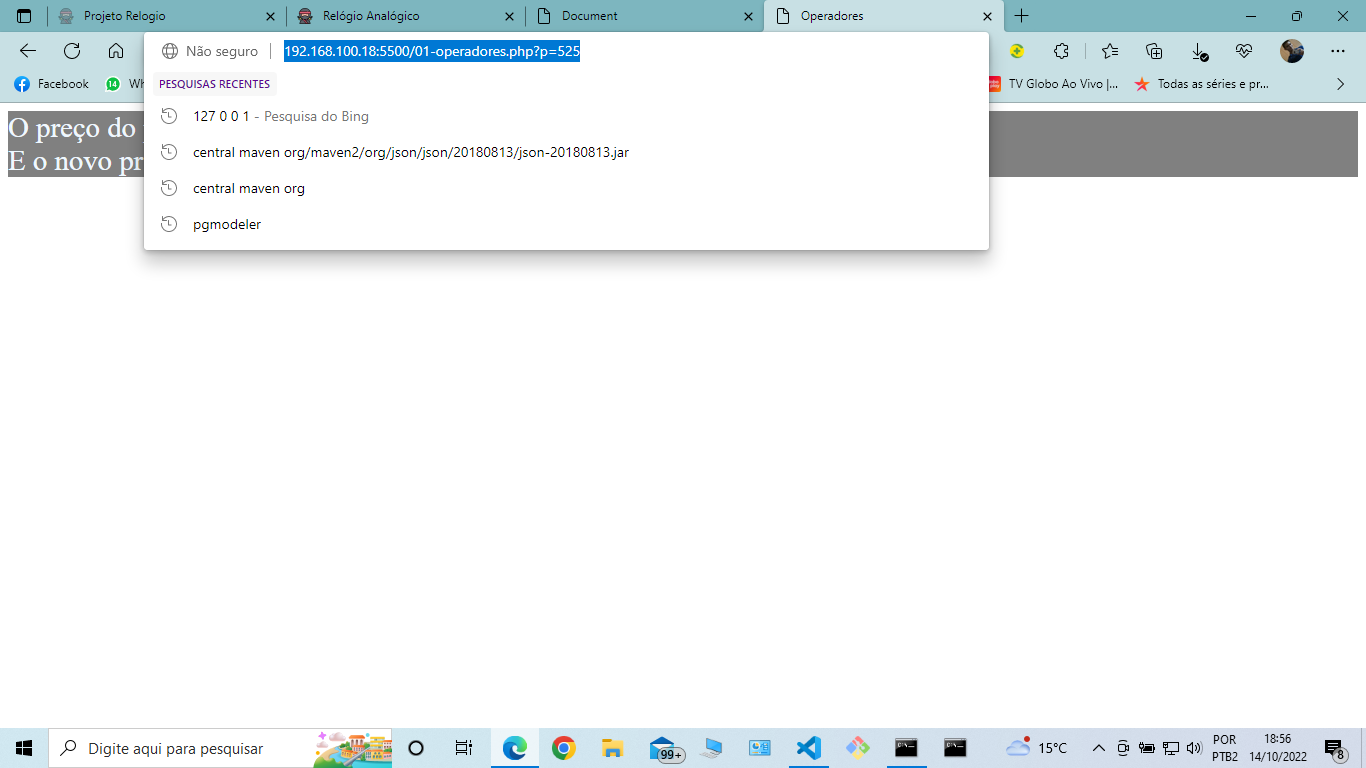 Projeto Relogio
Relógio Analógico
Document
Operadores
Não seguro
192.168.100.18:5500/01-operadores.php?p=525
Facebook
14
Wh
TV Globo Ao Vivo |...
Todas as séries e pr...
PESQUISAS RECENTES
127 0 0 1 - Pesquisa do Bing
central maven org/maven2/org/json/json/20180813/json-20180813.jar
central maven org
pgmodeler
O preço do
E o novo pr
Digite aqui para pesquisar
99+
15°C
POR
PTB2
18:56
14/10/2022
8